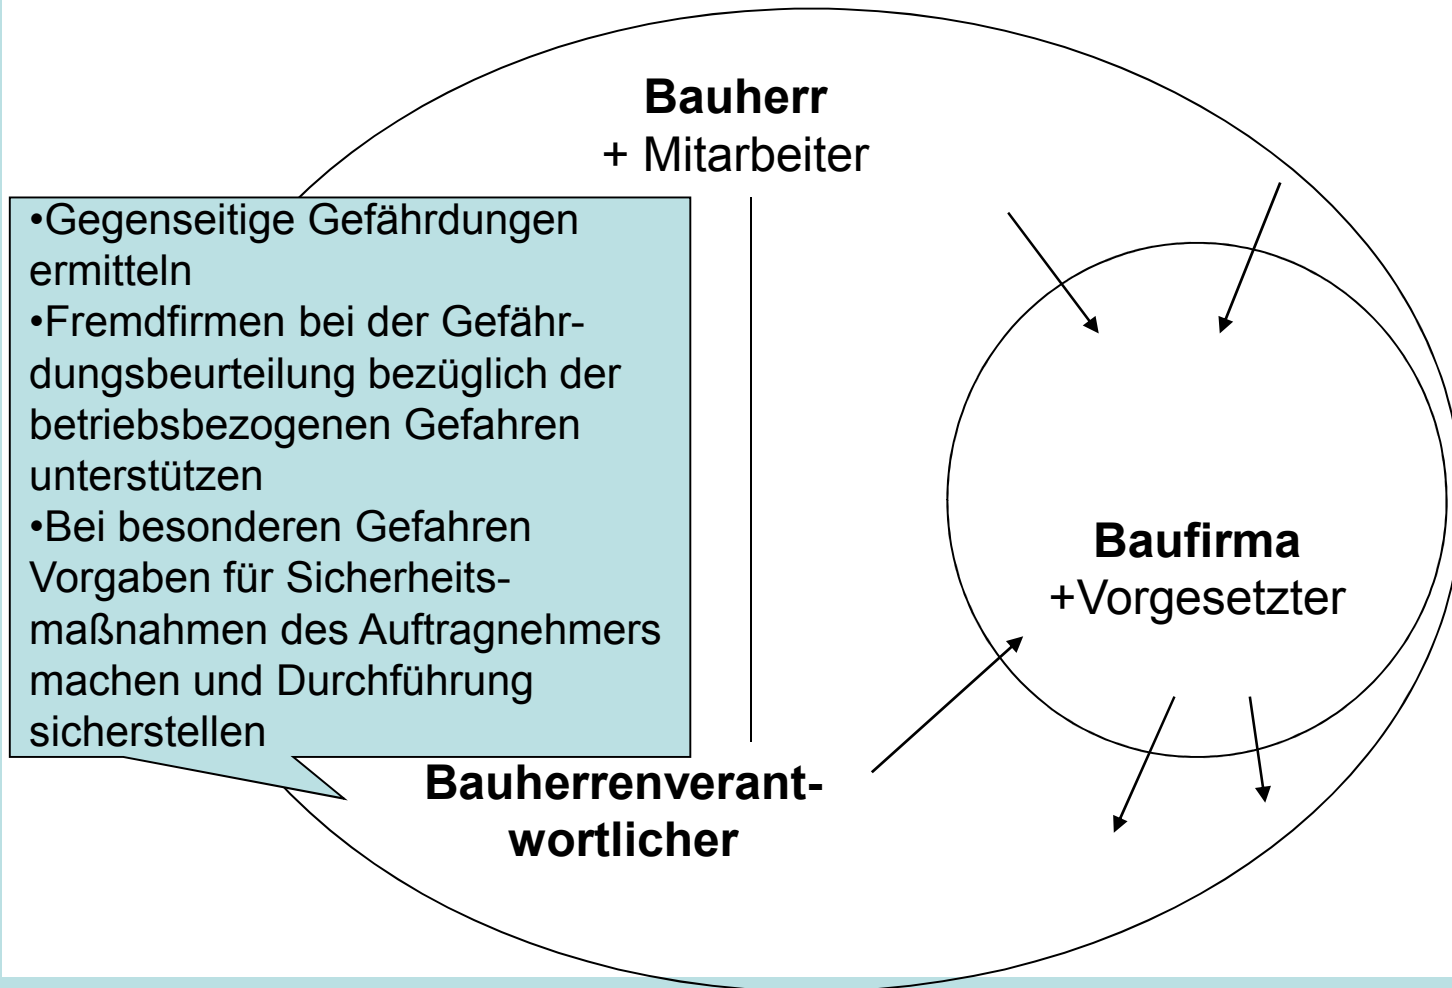 Bauherr
+ Mitarbeiter
•Gegenseitige Gefährdungen
ermitteln
•Fremdfirmen bei der Gefähr-
dungsbeurteilung bezüglich der
betriebsbezogenen Gefahren
unterstützen
•Bei besonderen Gefahren
Vorgaben für Sicherheits-
maßnahmen des Auftragnehmers
machen und Durchführung
sicherstellen
Baufirma
+Vorgesetzter
Bauherrenverant-
wortlicher